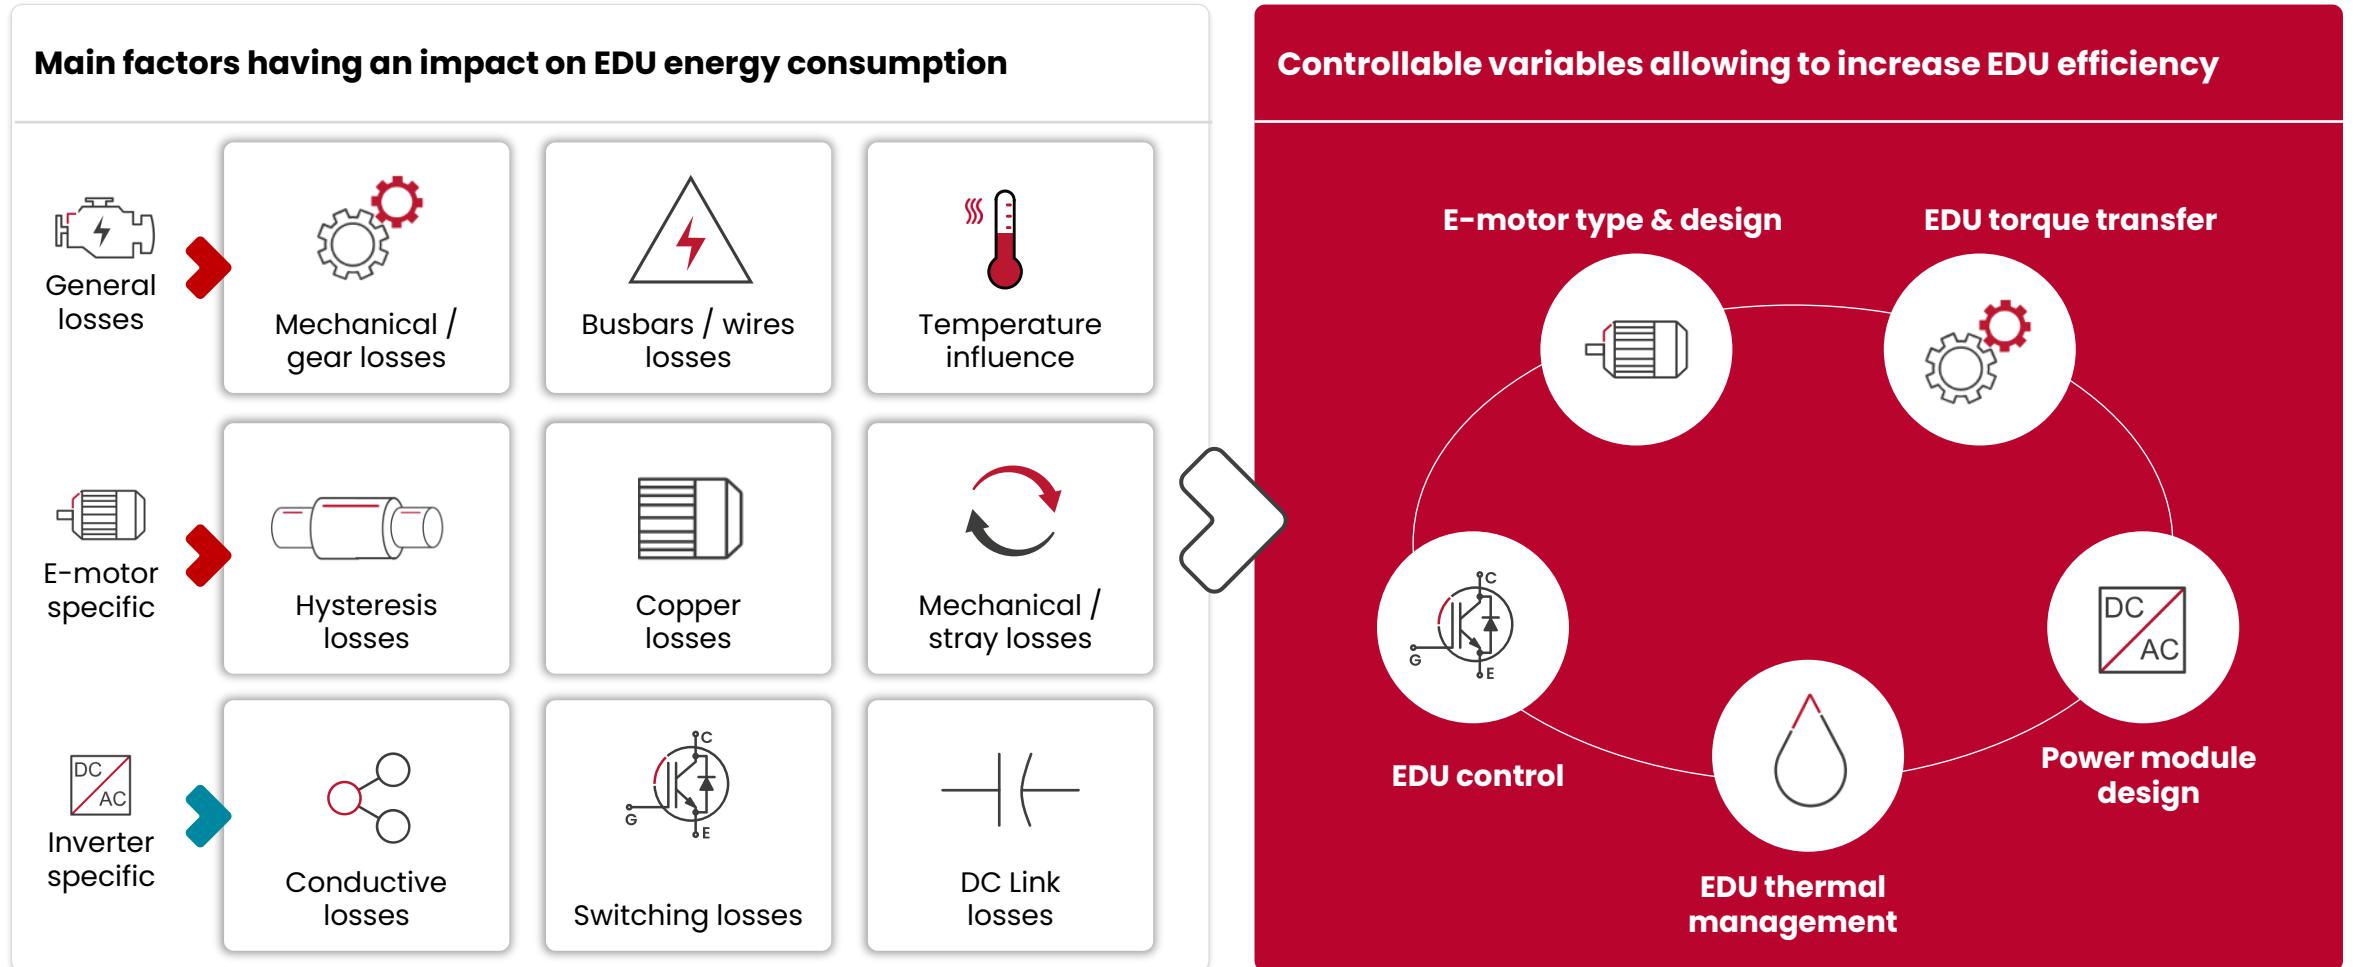 Main factors having an impact on EDU energy consumption
General
losses
Mechanical /
gear losses
Busbars / wires
losses
Temperature
influence
E-motor
specific
Hysteresis
losses
Copper
losses
Mechanical /
stray losses
DC
AC
Inverter
specific
Conductive
losses
C
G
E
Switching losses
DC Link
losses
Controllable variables allowing to increase EDU efficiency
E-motor type & design
EDU torque transfer
C
G
E
EDU control
DC
AC
Power module
design
EDU thermal
management